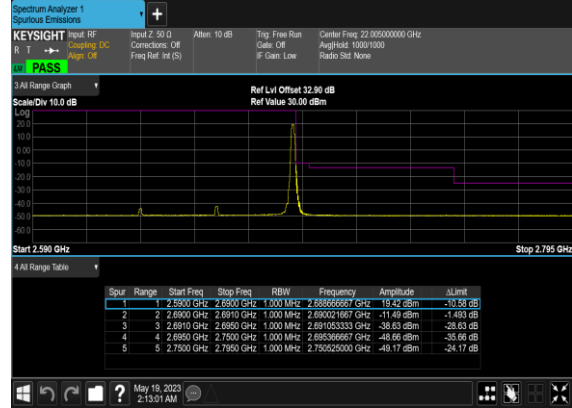 Spectrum Analyzer 1
Spurious Emissions
KEYSIGHT Input: RF Input Z: 50 Ω Atten: 10 dB Trig: Free Run Center Freq: 22.005000000 GHz
R T Coupling: DC Corrections: Off Gate: Off Avg|Hold: 1000/1000
Align: Off Freq Ref: Int (S) IF Gain: Low Radio Std: None
PASS
3 All Range Graph
Ref Lvl Offset 32.90 dB
Scale/Div 10.0 dB Ref Value 30.00 dBm
Log
20.0
10.0
0.00
-10.0
-20.0
-30.0
-40.0
-50.0
-60.0
Start 2.590 GHz Stop 2.795 GHz
4 All Range Table
Spur Range Start Freq Stop Freq RBW Frequency Amplitude ΔLimit
1 1 2.5900 GHz 2.6900 GHz 1.000 MHz 2.688666667 GHz 19.42 dBm -10.58 dB
2 2 2.6900 GHz 2.6910 GHz 1.000 MHz 2.690021667 GHz -11.49 dBm -1.493 dB
3 3 2.6910 GHz 2.6950 GHz 1.000 MHz 2.691053333 GHz -38.63 dBm -28.63 dB
4 4 2.6950 GHz 2.7500 GHz 1.000 MHz 2.695366667 GHz -48.66 dBm -35.66 dB
5 5 2.7500 GHz 2.7950 GHz 1.000 MHz 2.750525000 GHz -49.17 dBm -24.17 dB
May 19, 2023
2:13:01 AM